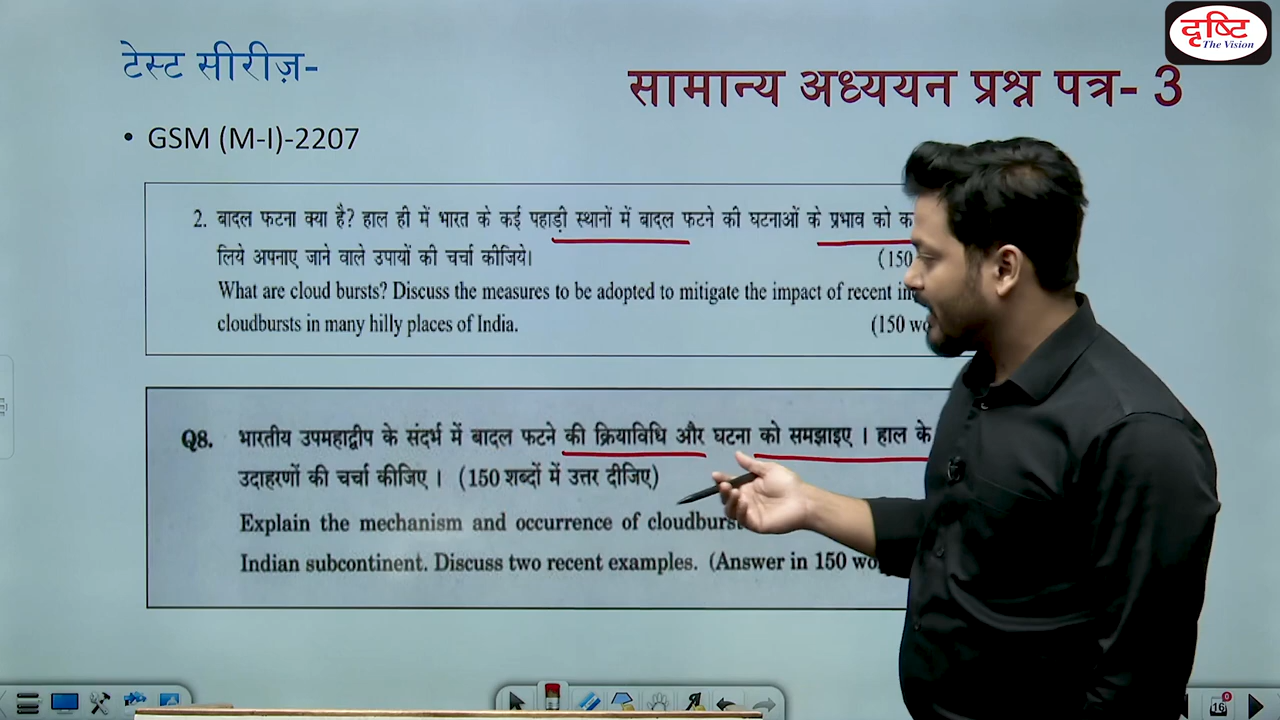 दृष्टि
The Vision
टेस्ट सीरीज़-
सामान्य अध्ययन प्रश्न पत्र- 3
• GSM (M-I)-2207
2. बादल फटना क्या है? हाल ही में भारत के कई पहाड़ी स्थानों में बादल फटने की घटनाओं के प्रभाव को
लिये अपनाए जाने वाले उपायों की चर्चा कीजिये। (150
What are cloud bursts? Discuss the measures to be adopted to mitigate the impact of recent
cloudbursts in many hilly places of India. (150
Q8. भारतीय उपमहाद्वीप के संदर्भ में बादल फटने की क्रियाविधि और घटना को समझाइए । हाल के
उदाहरणों की चर्चा कीजिए । (150 शब्दों में उत्तर दीजिए)
Explain the mechanism and occurrence of cloudburst
Indian subcontinent. Discuss two recent examples. (Answer in 150
16